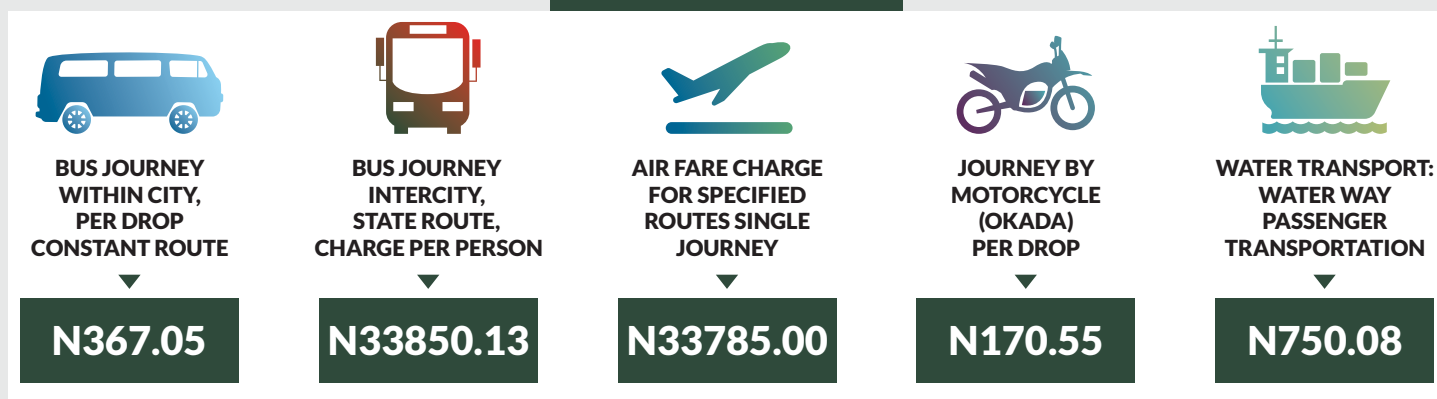 BUS JOURNEY
WITHIN CITY,
PER DROP
CONSTANT ROUTE
N367.05
BUS JOURNEY
INTERCITY,
STATE ROUTE,
CHARGE PER PERSON
N33850.13
AIR FARE CHARGE
FOR SPECIFIED
ROUTES SINGLE
JOURNEY
N33785.00
JOURNEY BY
MOTORCYCLE
(OKADA)
PER DROP
N170.55
WATER TRANSPORT:
WATER WAY
PASSENGER
TRANSPORTATION
N750.08